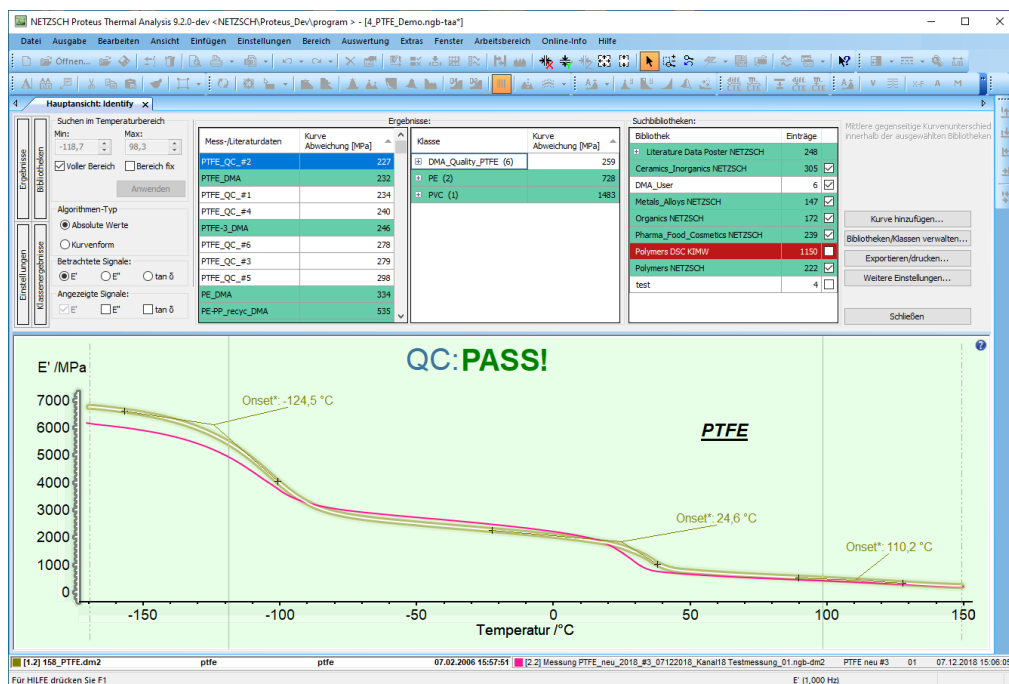 NETZSCH Proteus Thermal Analysis 9.2.0-dev <NETZSCH\Proteus_Dev\program > - [4_PTFE_Demo.ngb-taa*]
Datei Ausgabe Bearbeiten Ansicht Einfügen Einstellungen Bereich Auswertung Extras Fenster Arbeitsbereich Online-Info Hilfe
Öffnen...
Hauptansicht: Identify
Ergebnisse
Bibliotheken
Einstellungen
Klassenergebnisse
Suchen im Temperaturbereich
Min: Max:
-118,7 98,3
Voller Bereich Bereich fix
Anwenden
Algorithmen-Typ
Absolute Werte
Kurvenform
Betrachtete Signale:
E' E" tan δ
Angezeigte Signale:
E' E" tan δ
Ergebnisse:
Mess-/Literaturdaten Kurve Abweichung [MPa]
PTFE_QC_#2 227
PTFE_DMA 232
PTFE_QC_#1 234
PTFE_QC_#4 240
PTFE-3_DMA 246
PTFE_QC_#6 278
PTFE_QC_#3 279
PTFE_QC_#5 298
PE_DMA 334
PE-PP_recyc_DMA 535
Klasse Kurve Abweichung [MPa]
DMA_Quality_PTFE (6) 259
PE (2) 728
PVC (1) 1483
Suchbibliotheken:
Bibliothek Einträge
Literature Data Poster NETZSCH 248
Ceramics_Inorganics NETZSCH 305
DMA_User 6
Metals_Alloys NETZSCH 147
Organics NETZSCH 172
Pharma_Food_Cosmetics NETZSCH 239
Polymers DSC KIMW 1150
Polymers NETZSCH 222
test 4
Mittlere gegenseitige Kurvenunterschied
innerhalb der ausgewählten Bibliotheken
Kurve hinzufügen...
Bibliotheken/Klassen verwalten...
Exportieren/drucken...
Weitere Einstellungen...
Schließen
QC:PASS!
E' /MPa
7000
6000
5000
4000
3000
2000
1000
0
Onset*: -124,5 °C
PTFE
Onset*: 24,6 °C
Onset*: 110,2 °C
-150 -100 -50 0 50 100 150
Temperatur /°C
[1.2] 158_PTFE.dm2 ptfe ptfe 07.02.2006 15:57:51 [2.2] Messung PTFE_neu_2018_#3_07122018_Kanal18 Testmessung_01.ngb-dm2 PTFE neu #3 01 07.12.2018 15:06:05
Für HILFE drücken Sie F1 E' (1,000 Hz)